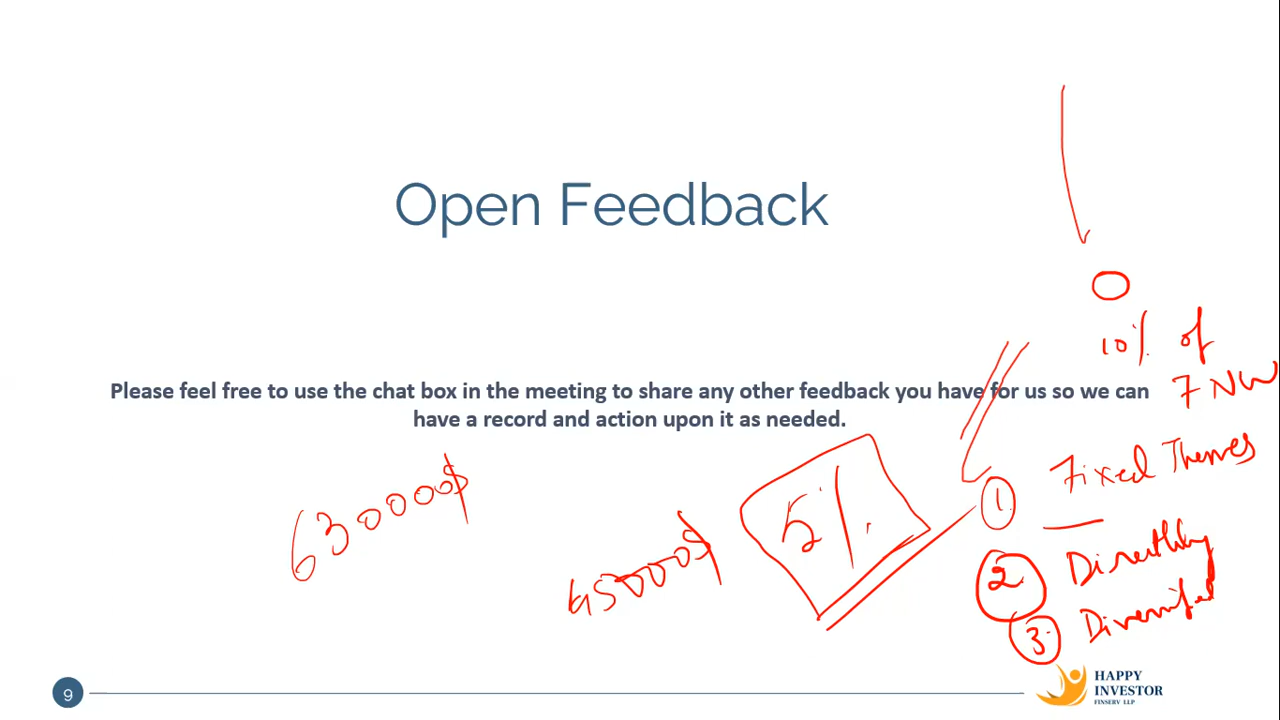 Open Feedback
10% of
7 NW
Please feel free to use the chat box in the meeting to share any other feedback you have for us so we can
have a record and action upon it as needed.
① Fixed Themes
② Directly
③ Diversified
5%
630000$
45000$
9
HAPPY
INVESTOR
FINSERV LLP